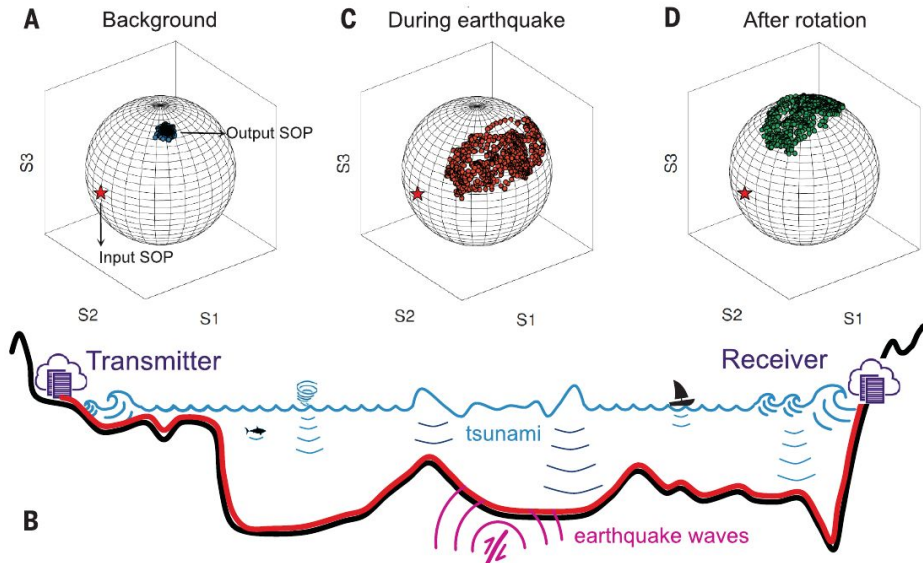 A Background
C During earthquake
D After rotation
Output SOP
Input SOP
S3
S2
S1
S3
S2
S1
S3
S2
S1
Transmitter
Receiver
tsunami
earthquake waves
B